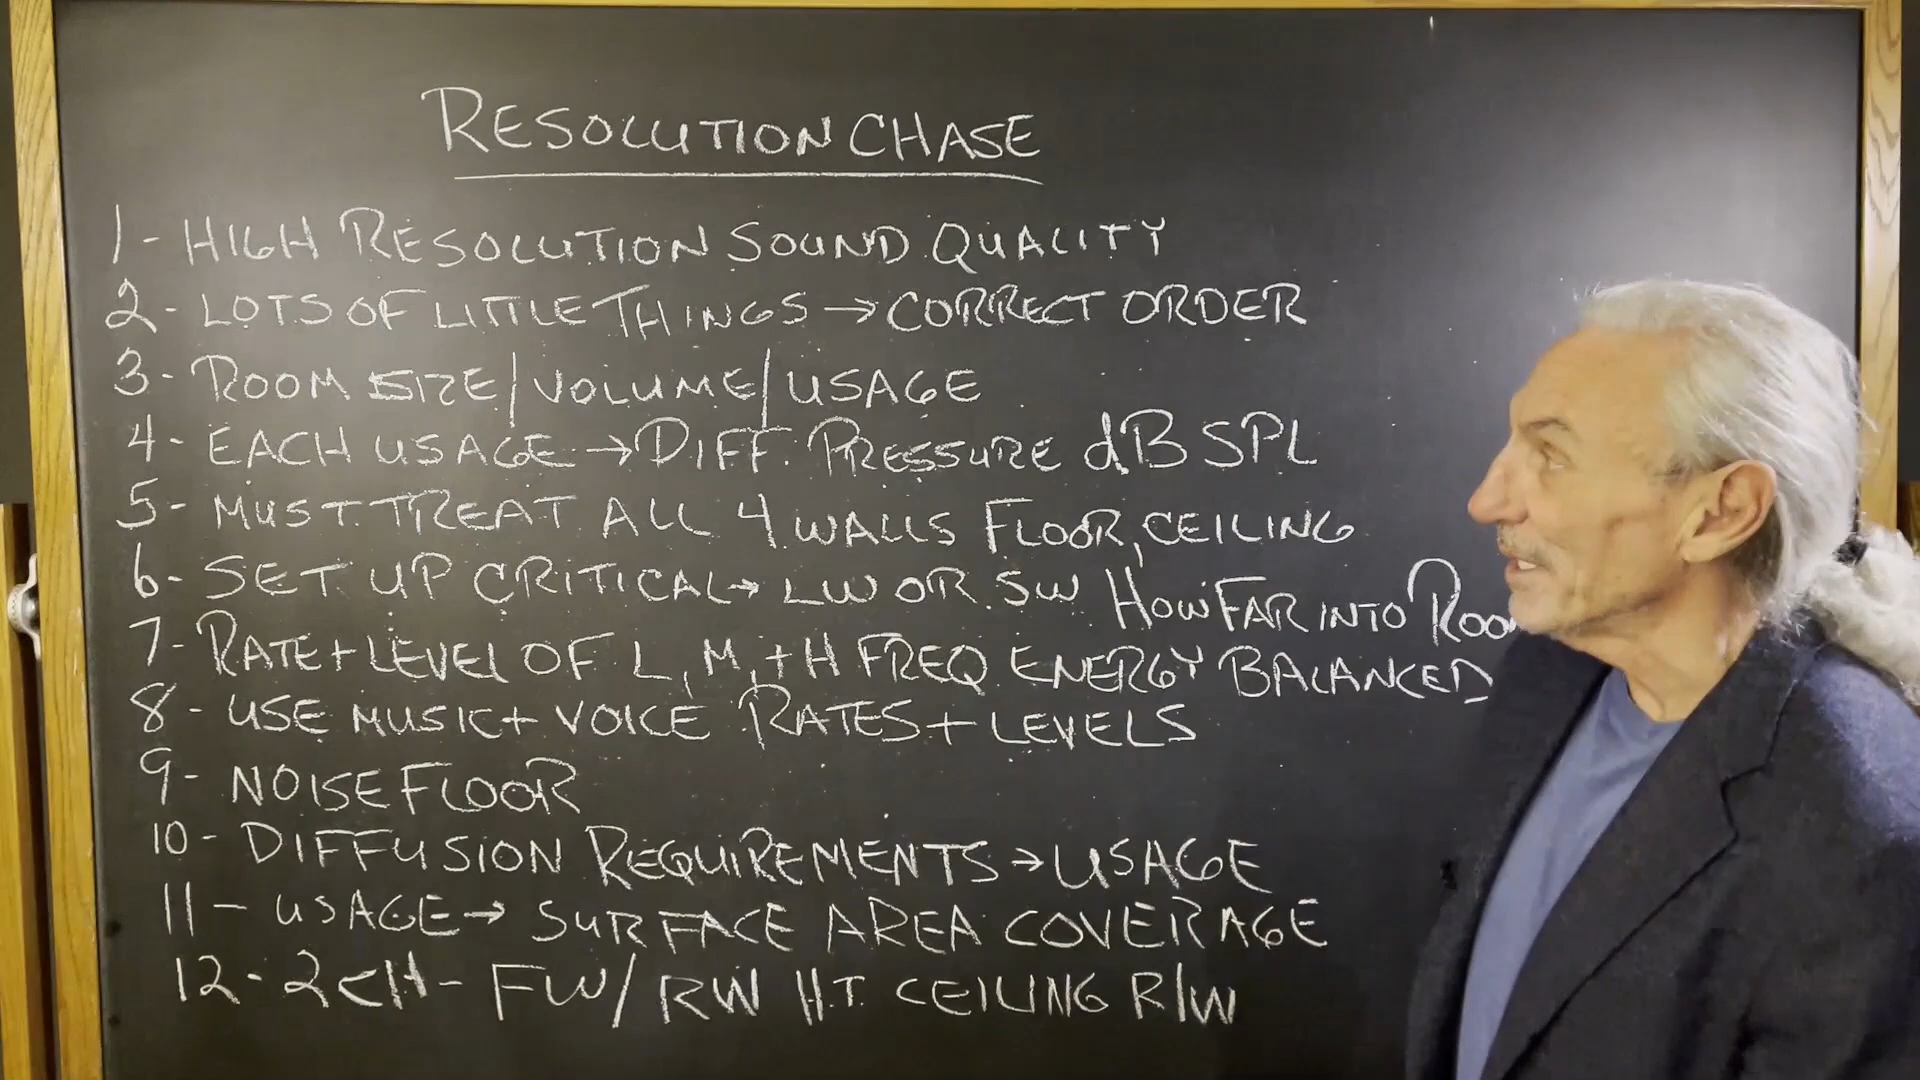 RESOLUTION CHASE
1- HIGH RESOLUTION SOUND QUALITY
2- LOTS OF LITTLE THINGS → CORRECT ORDER
3- ROOM SIZE/VOLUME/USAGE
4- EACH USAGE → DIFF. PRESSURE dB SPL
5- MUST TREAT ALL 4 WALLS FLOOR, CEILING
6- SET UP CRITICAL → LW OR SW HOW FAR INTO ROO
7- RATE + LEVEL OF L, M, + H FREQ ENERGY BALANCED
8- USE MUSIC + VOICE RATES + LEVELS
9- NOISE FLOOR
10- DIFFUSION REQUIREMENTS → USAGE
11- USAGE → SURFACE AREA COVERAGE
12- 2CH- FW/RW H.T. CEILING R/W